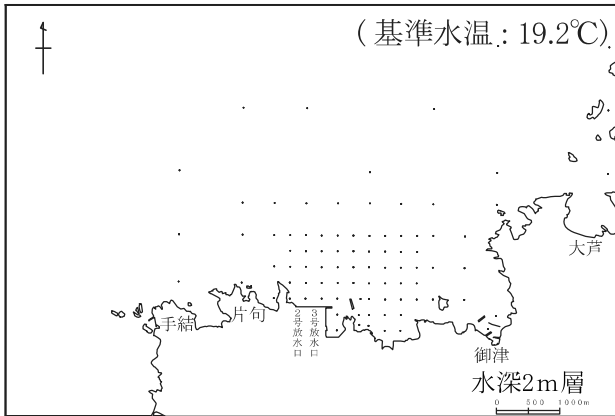 (基準水温:19.2℃)
大芦
手結
片句
2号放水口
3号放水口
御津
水深2m層
0 500 1000m